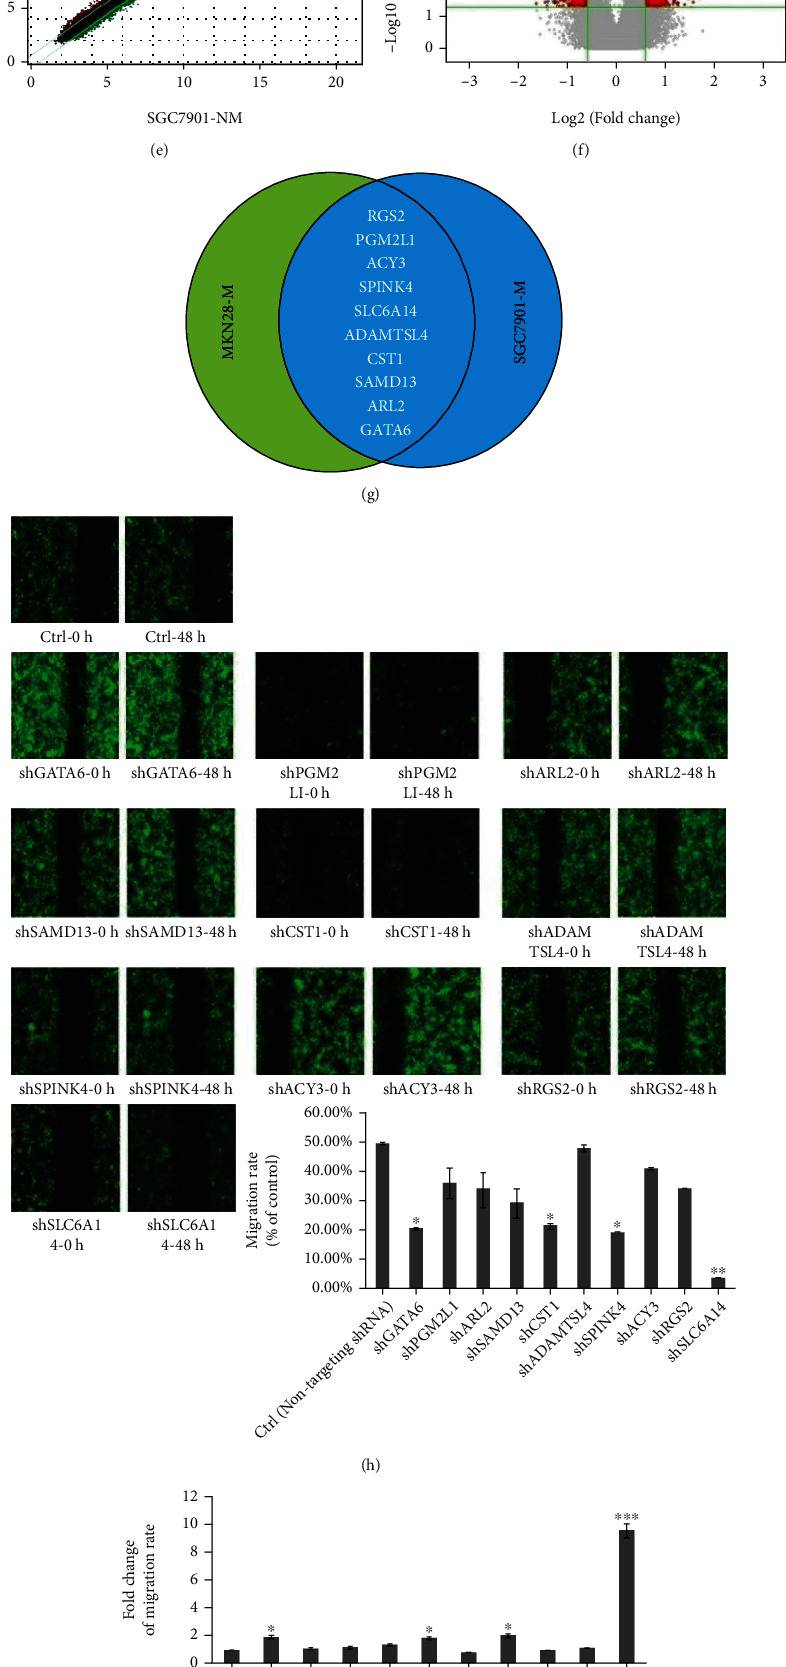 5
0
0 5 10 15 20
SGC7901-NM
(e)
−Log10
1
0
−3 −2 −1 0 1 2 3
Log2 (Fold change)
(f)
MKN28-M
RGS2
PGM2L1
ACY3
SPINK4
SLC6A14
ADAMTSL4
CST1
SAMD13
ARL2
GATA6
SGC7901-M
(g)
Ctrl-0 h Ctrl-48 h
shGATA6-0 h shGATA6-48 h shPGM2 LI-0 h shPGM2 LI-48 h shARL2-0 h shARL2-48 h
shSAMD13-0 h shSAMD13-48 h shCST1-0 h shCST1-48 h shADAM TSL4-0 h shADAM TSL4-48 h
shSPINK4-0 h shSPINK4-48 h shACY3-0 h shACY3-48 h shRGS2-0 h shRGS2-48 h
shSLC6A1 4-0 h shSLC6A1 4-48 h
Migration rate
(% of control)
60.00%
50.00%
40.00%
30.00%
20.00%
10.00%
0.00%
* * * **
Ctrl (Non-targeting shRNA)
shGATA6
shPGM2L1
shARL2
shSAMD13
shCST1
shADAMTSL4
shSPINK4
shACY3
shRGS2
shSLC6A14
(h)
Fold change
of migration rate
12
10
8
6
4
2
0
* * * ***